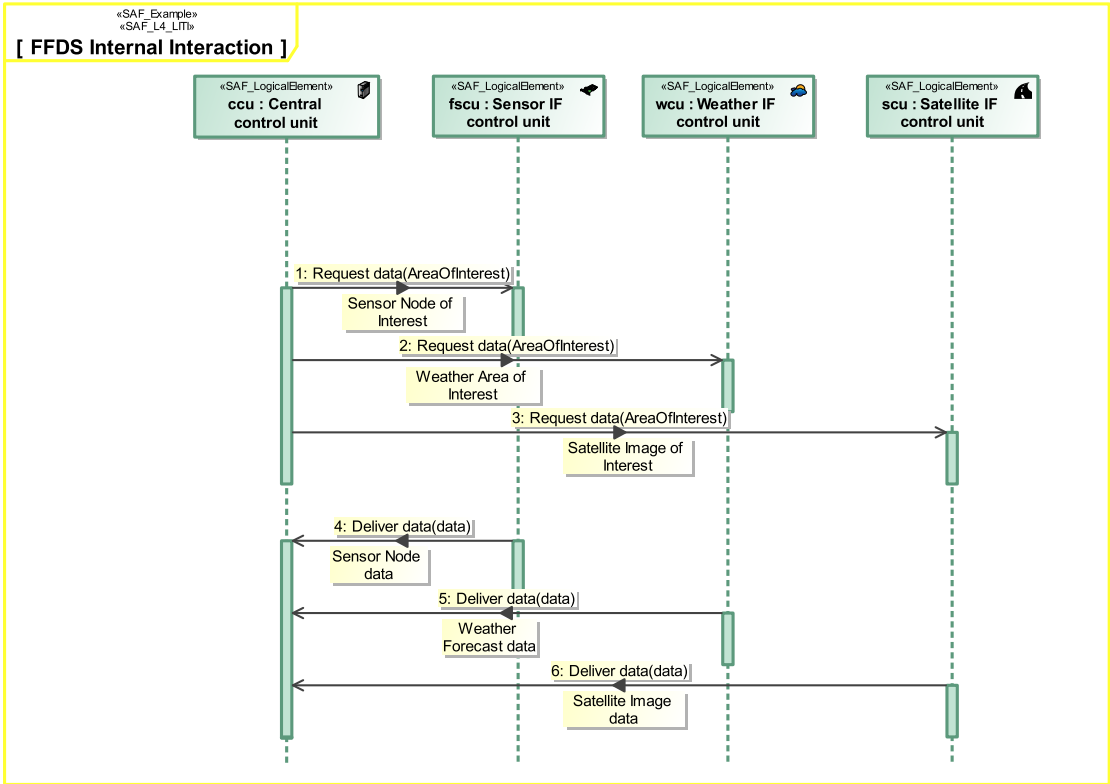 «SAF_Example»
«SAF_L4_LITI»
[ FFDS Internal Interaction ]
«SAF_LogicalElement»
ccu : Central
control unit
«SAF_LogicalElement»
fscu : Sensor IF
control unit
«SAF_LogicalElement»
wcu : Weather IF
control unit
«SAF_LogicalElement»
scu : Satellite IF
control unit
1: Request data(AreaOfInterest)
Sensor Node of
Interest
2: Request data(AreaOfInterest)
Weather Area of
Interest
3: Request data(AreaOfInterest)
Satellite Image of
Interest
4: Deliver data(data)
Sensor Node
data
5: Deliver data(data)
Weather
Forecast data
6: Deliver data(data)
Satellite Image
data